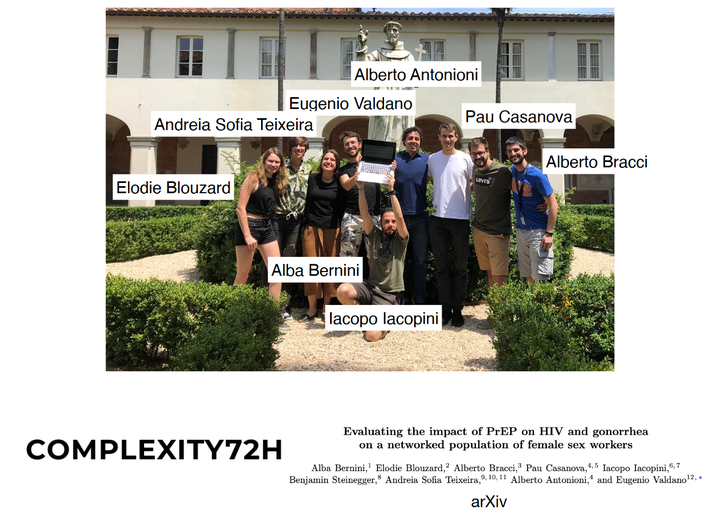 Alberto Antonioni
Eugenio Valdano
Pau Casanova
Andreia Sofia Teixeira
Alberto Bracci
Elodie Blouzard
Alba Bernini
Iacopo Iacopini
COMPLEXITY72H
Evaluating the impact of PrEP on HIV and gonorrhea
on a networked population of female sex workers
Alba Bernini,1 Elodie Blouzard,2 Alberto Bracci,3 Pau Casanova,4, 5 Iacopo Iacopini,6, 7
Benjamin Steinegger,8 Andreia Sofia Teixeira,9, 10, 11 Alberto Antonioni,4 and Eugenio Valdano12, *
arXiv